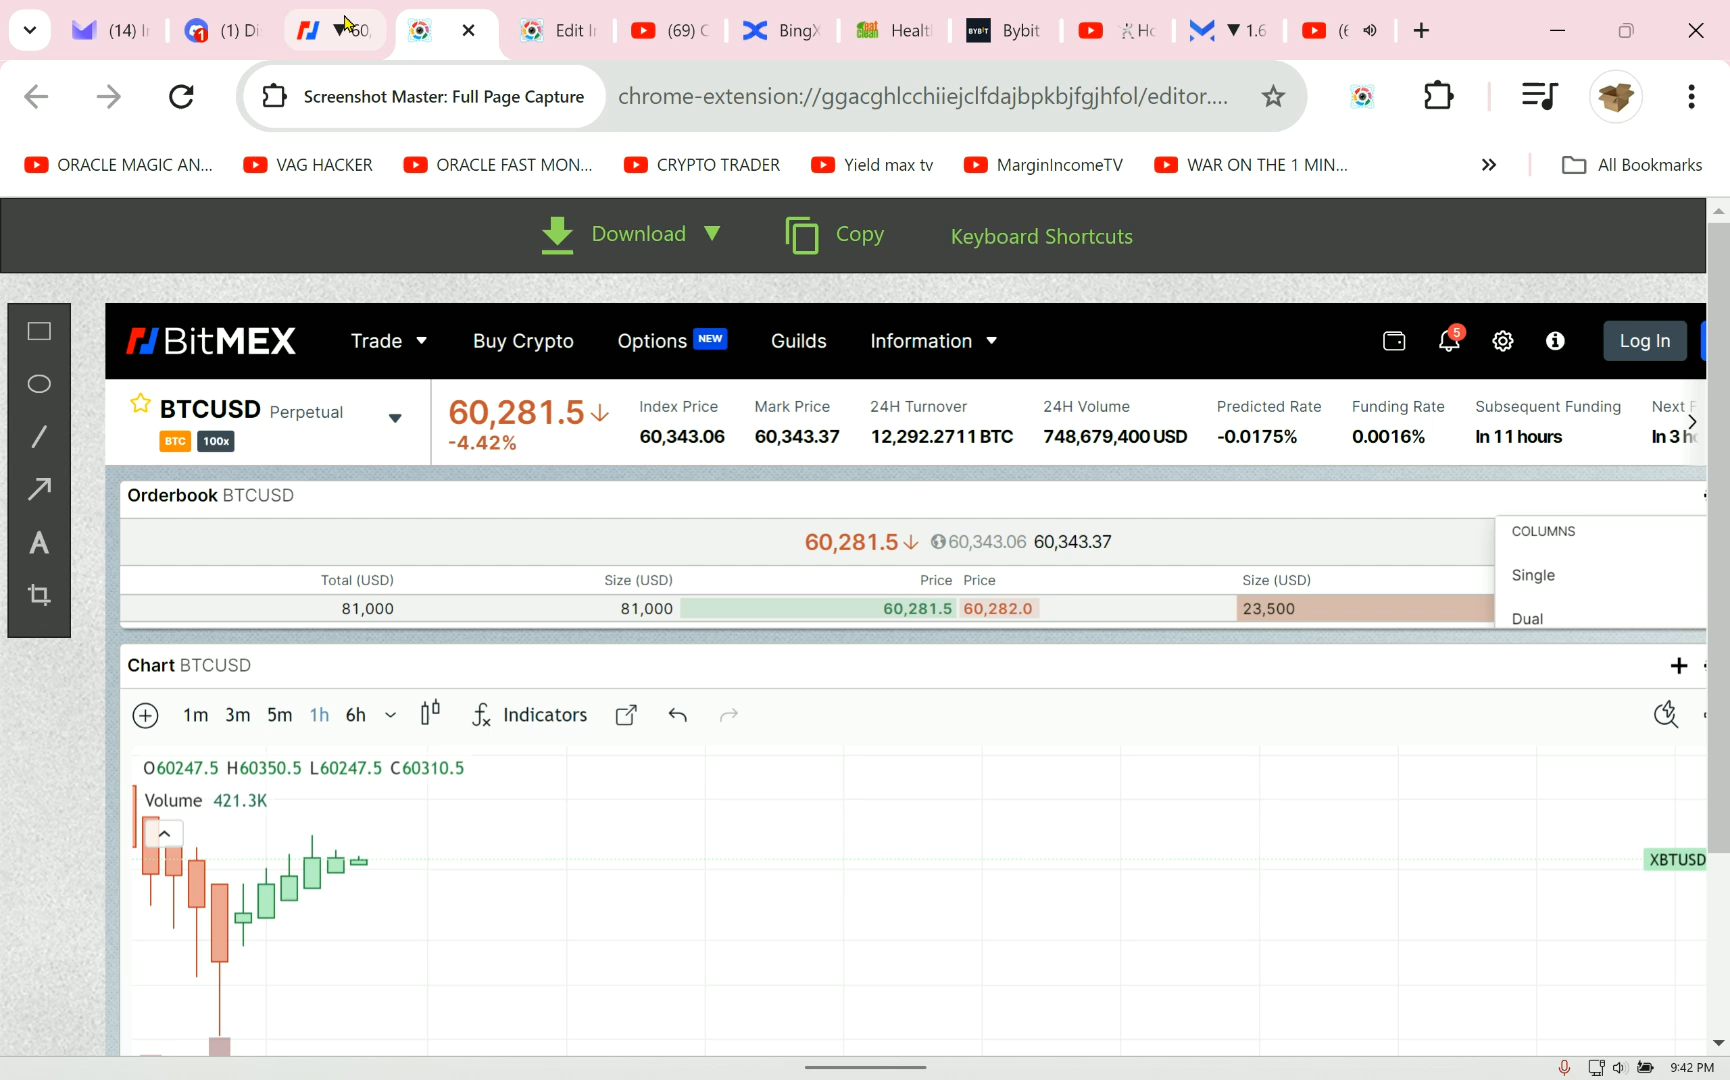 (14) I
(1) Di
▼ 60,
Edit I
(69) C
BingX
Healt
BYBIT Bybit
Ho
▼ 1.6
(6
Screenshot Master: Full Page Capture
chrome-extension://ggacghlcchiiejclfdajbpkbjfgjhfol/editor....
ORACLE MAGIC AN...
VAG HACKER
ORACLE FAST MON...
CRYPTO TRADER
Yield max tv
MarginIncomeTV
WAR ON THE 1 MIN...
»
All Bookmarks
Download ▼
Copy
Keyboard Shortcuts
BitMEX
Trade
Buy Crypto
Options NEW
Guilds
Information
5
Log In
BTCUSD Perpetual
BTC 100x
60,281.5↓
-4.42%
Index Price
60,343.06
Mark Price
60,343.37
24H Turnover
12,292.2711 BTC
24H Volume
748,679,400 USD
Predicted Rate
-0.0175%
Funding Rate
0.0016%
Subsequent Funding
In 11 hours
Next F
In 3 h
Orderbook BTCUSD
60,281.5↓ 60,343.06 60,343.37
COLUMNS
Single
Dual
Total (USD) Size (USD) Price Price Size (USD)
81,000 81,000 60,281.5 60,282.0 23,500
Chart BTCUSD
1m 3m 5m 1h 6h Indicators
O60247.5 H60350.5 L60247.5 C60310.5
Volume 421.3K
XBTUSD
9:42 PM